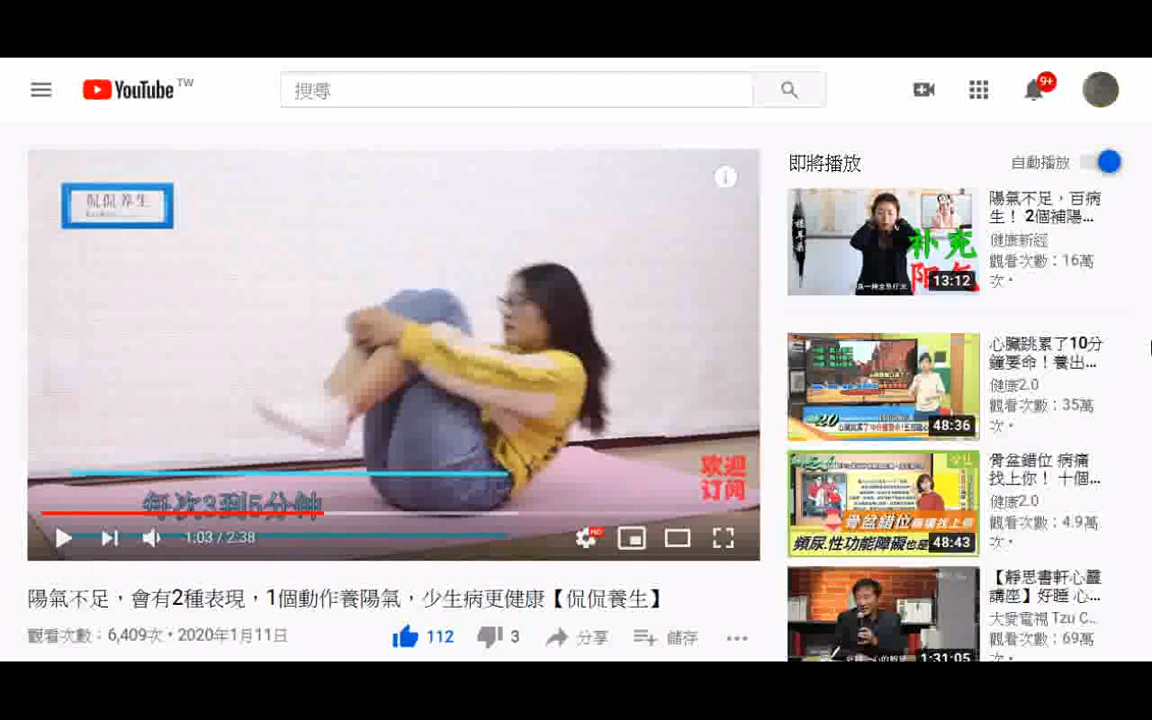 YouTube TW
搜尋
9+
侃侃养生
欢迎
订阅
每次3到5分钟
1:03 / 2:38
HD
陽氣不足，會有2種表現，1個動作養陽氣，少生病更健康【侃侃養生】
觀看次數：6,409次 • 2020年1月11日
112
3
分享
儲存
即將播放
自動播放
补充
阳气
13:12
陽氣不足，百病
生！ 2個補陽...
健康新經
觀看次數：16萬
次 •
48:36
心臟跳累了10分
鐘要命！養出...
健康2.0
觀看次數：35萬
次 •
骨盆錯位
頻尿.性功能障礙也是
48:43
骨盆錯位 病痛
找上你！ 十個...
健康2.0
觀看次數：4.9萬
次 •
1:31:05
【靜思書軒心靈
講座】好睡 心...
大愛電視 Tzu C...
觀看次數：69萬
次 •